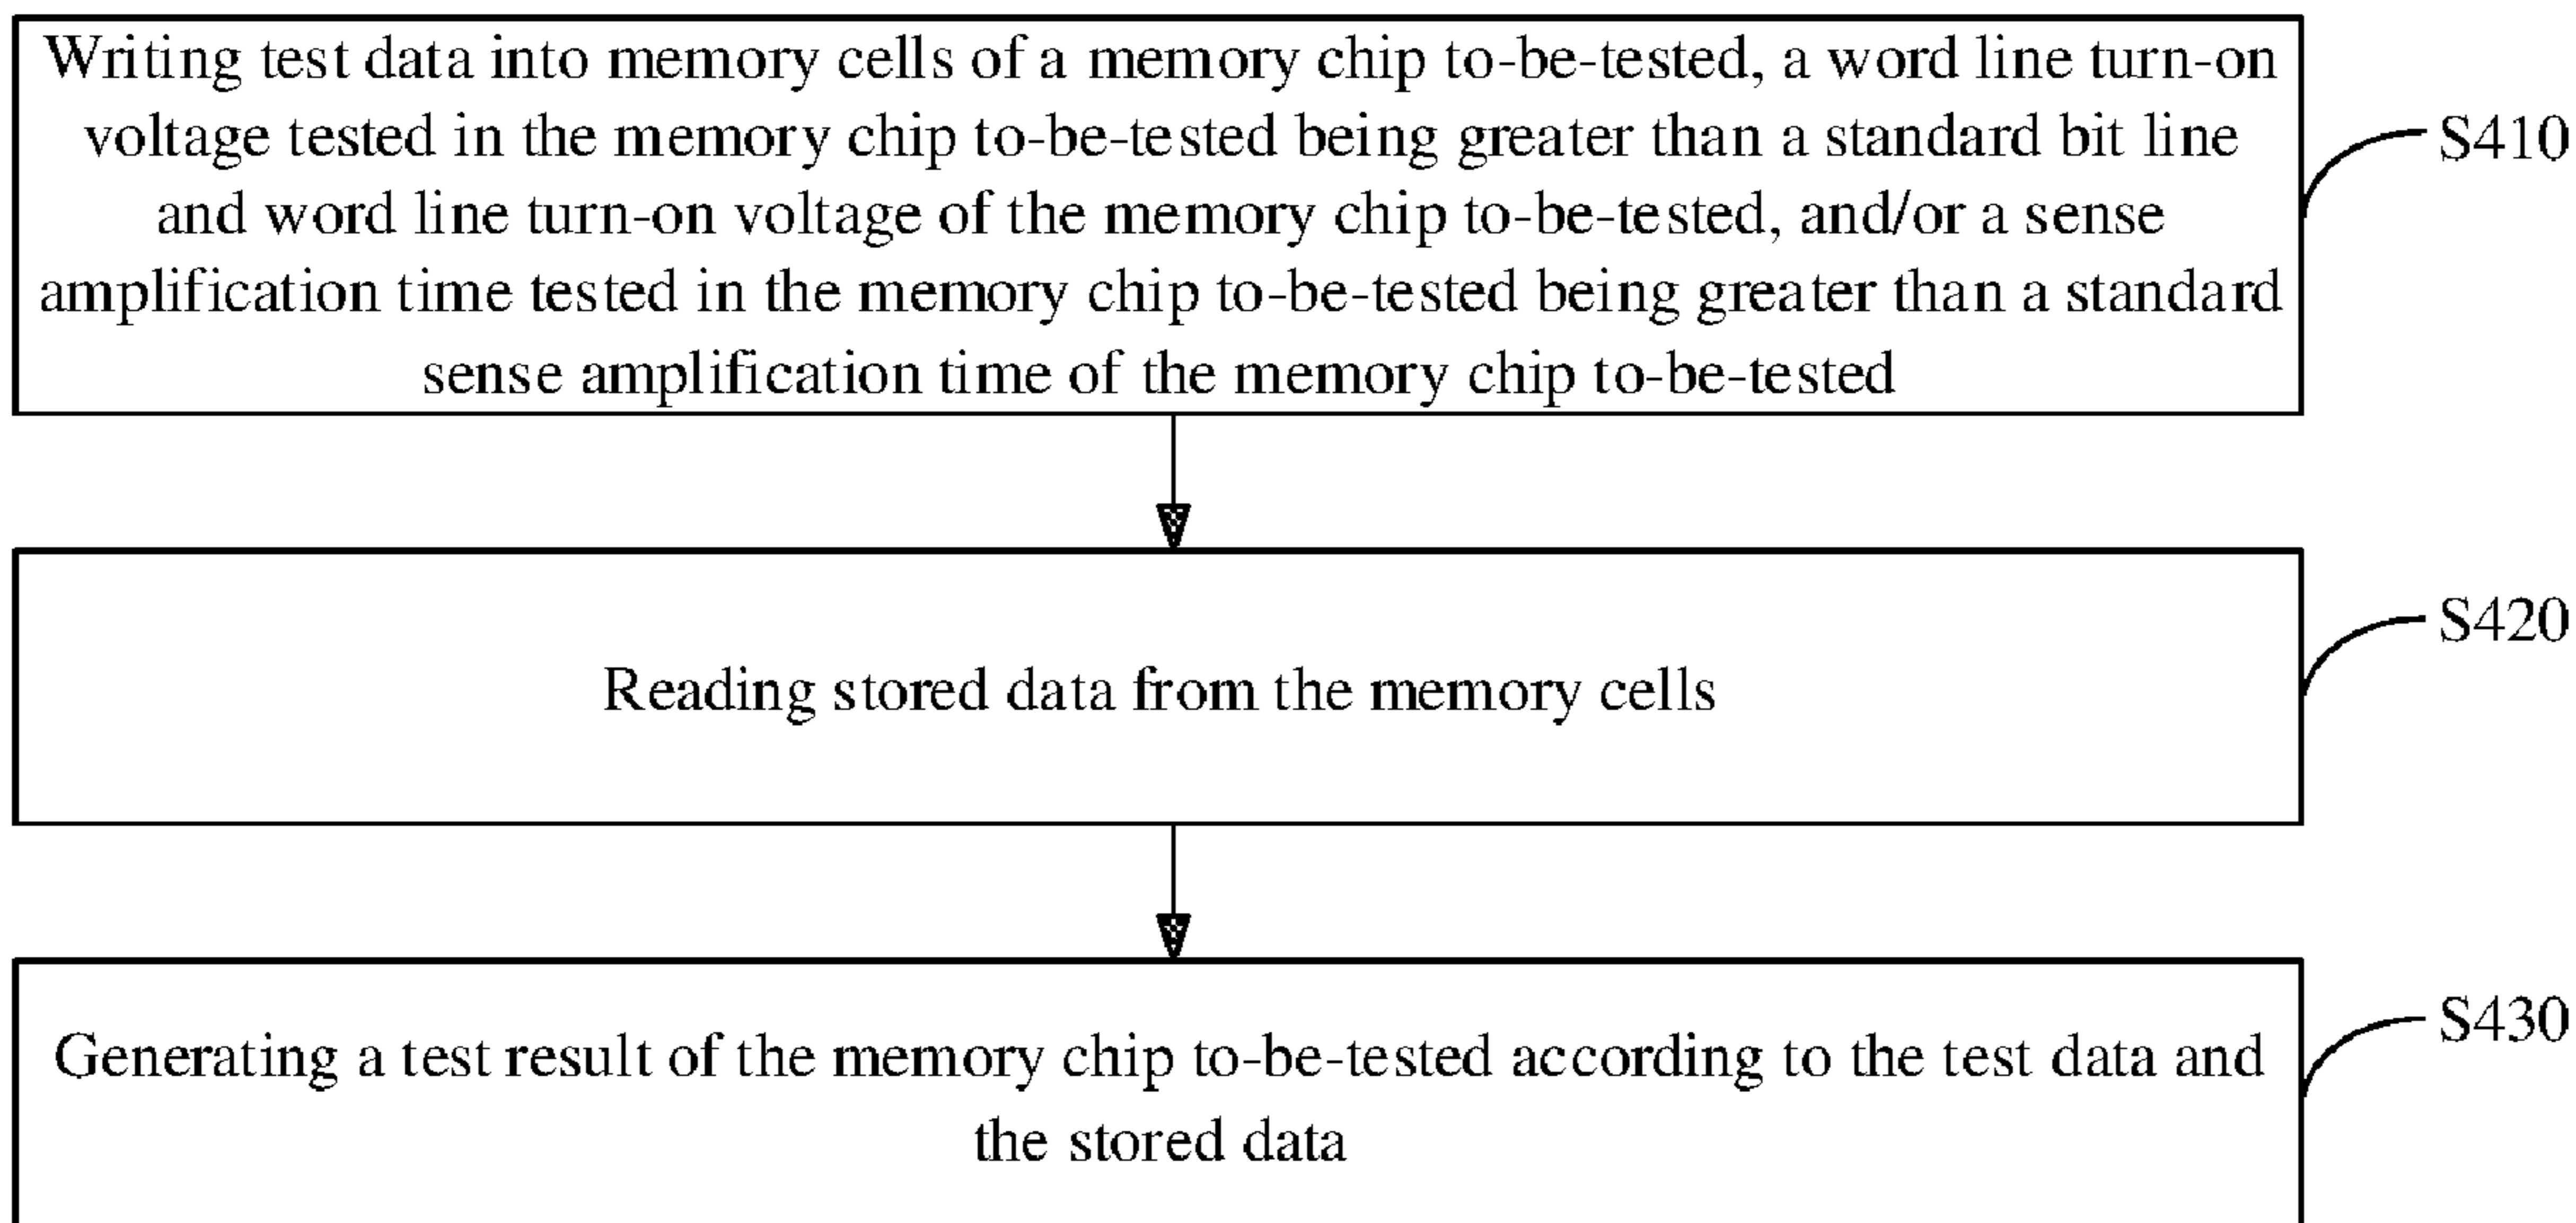 Writing test data into memory cells of a memory chip to-be-tested, a word line turn-on
voltage tested in the memory chip to-be-tested being greater than a standard bit line
and word line turn-on voltage of the memory chip to-be-tested, and/or a sense
amplification time tested in the memory chip to-be-tested being greater than a standard
sense amplification time of the memory chip to-be-tested
S410
Reading stored data from the memory cells
S420
Generating a test result of the memory chip to-be-tested according to the test data and
the stored data
S430